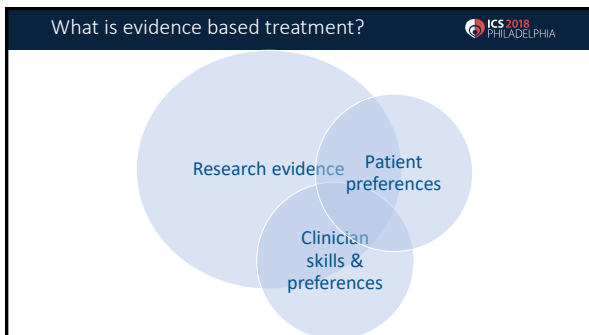 What is evidence based treatment?
ICS 2018
PHILADELPHIA
Research evidence
Patient
preferences
Clinician
skills &
preferences